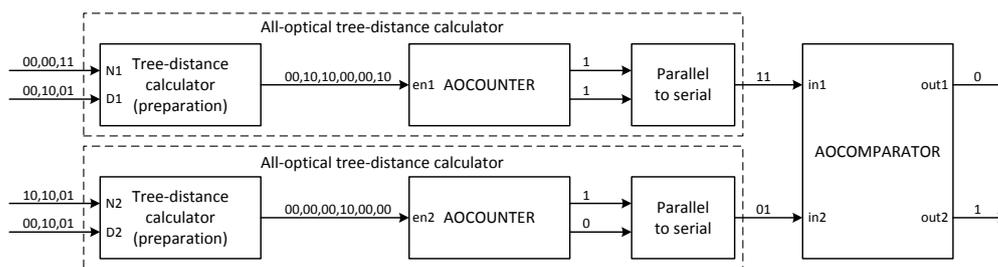 All-optical tree-distance calculator
00,00,11
N1
00,10,01
D1
Tree-distance
calculator
(preparation)
00,10,10,00,00,10
en1
AOCOUNTER
1
1
Parallel
to serial
11
in1
out1
0
AOCOMPARATOR
All-optical tree-distance calculator
10,10,01
N2
00,10,01
D2
Tree-distance
calculator
(preparation)
00,00,00,10,00,00
en2
AOCOUNTER
1
0
Parallel
to serial
01
in2
out2
1